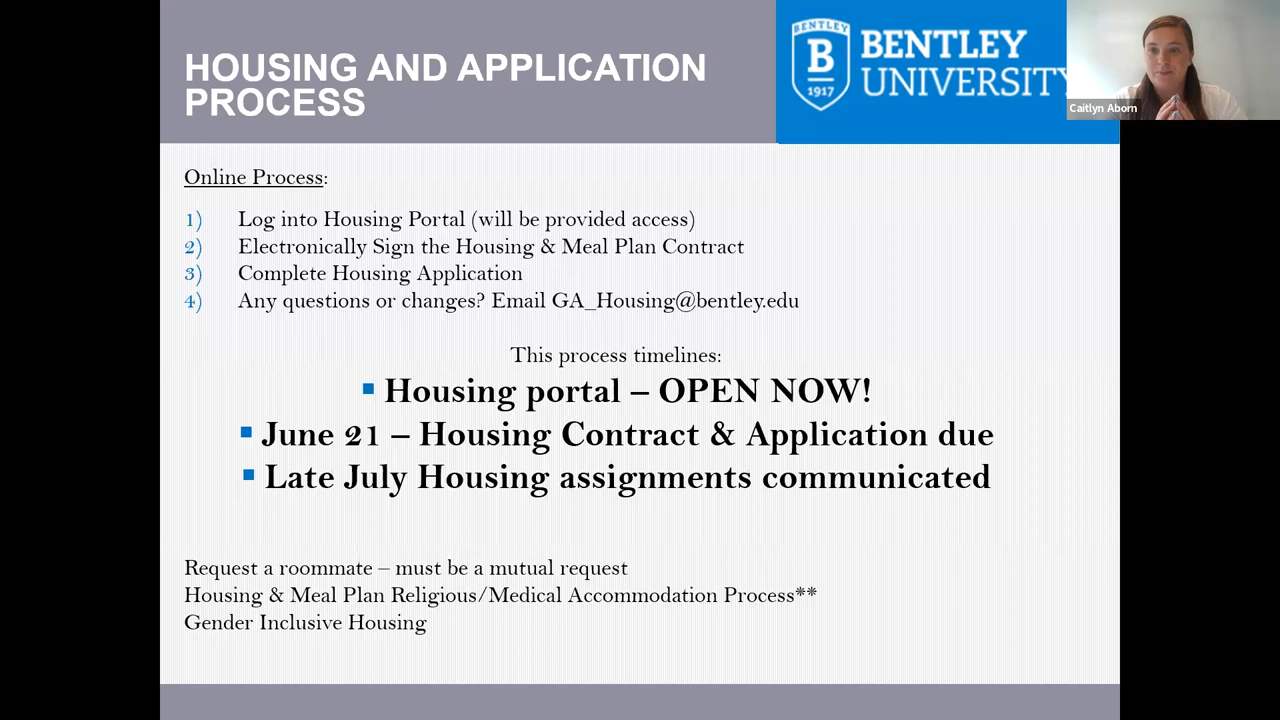 HOUSING AND APPLICATION
PROCESS
BENTLEY
B
1917
BENTLEY
UNIVERSITY
Caitlyn Aborn
Online Process:
1) Log into Housing Portal (will be provided access)
2) Electronically Sign the Housing & Meal Plan Contract
3) Complete Housing Application
4) Any questions or changes? Email GA_Housing@bentley.edu
This process timelines:
▪ Housing portal – OPEN NOW!
▪ June 21 – Housing Contract & Application due
▪ Late July Housing assignments communicated
Request a roommate – must be a mutual request
Housing & Meal Plan Religious/Medical Accommodation Process**
Gender Inclusive Housing